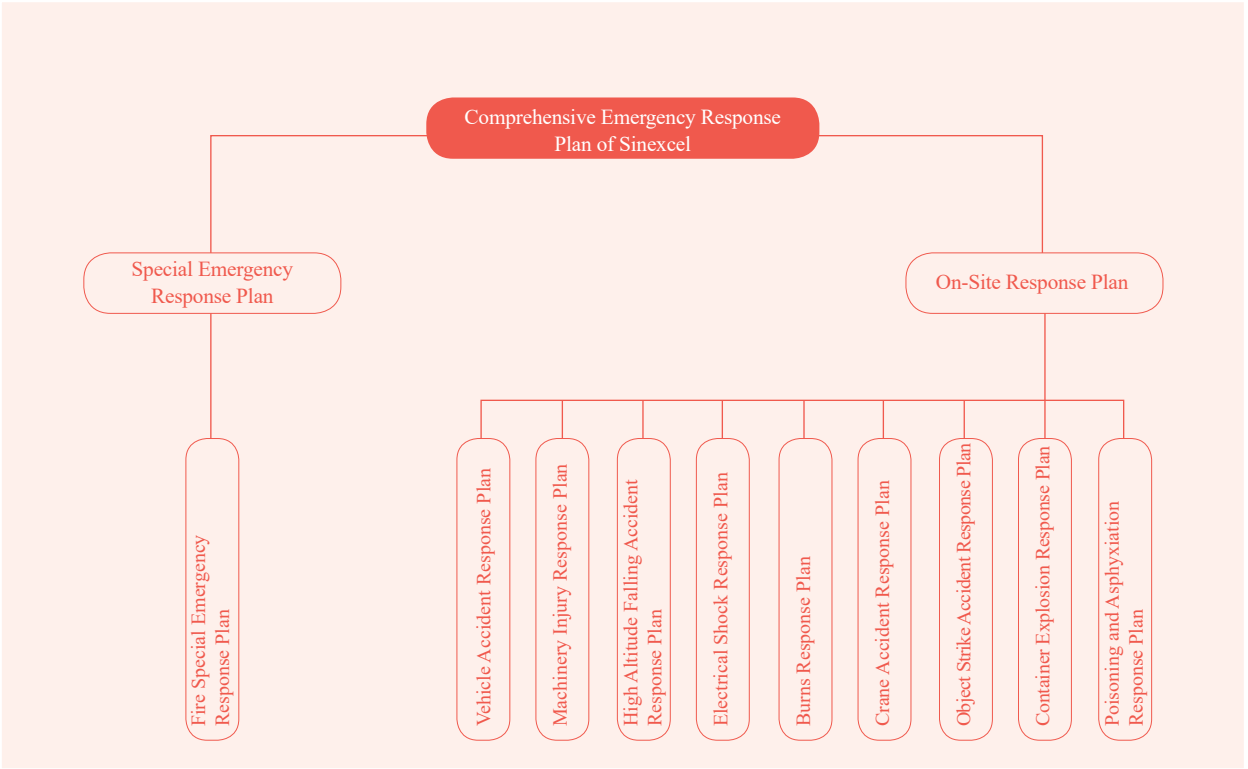 Comprehensive Emergency Response
Plan of Sinexcel
Special Emergency
Response Plan
On-Site Response Plan
Fire Special Emergency
Response Plan
Vehicle Accident Response Plan
Machinery Injury Response Plan
High Altitude Falling Accident
Response Plan
Electrical Shock Response Plan
Burns Response Plan
Crane Accident Response Plan
Object Strike Accident Response Plan
Container Explosion Response Plan
Poisoning and Asphyxiation
Response Plan